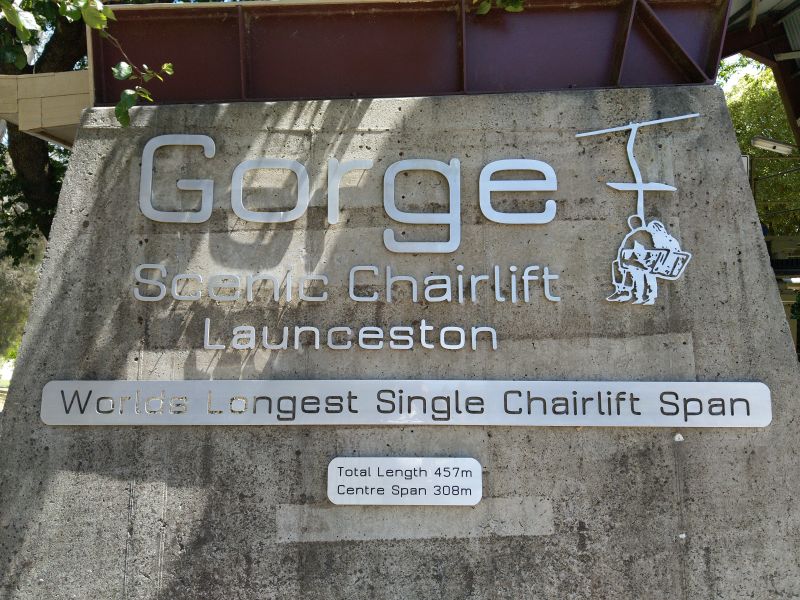 Gorge
Scenic Chairlift
Launceston
Worlds Longest Single Chairlift Span
Total Length 457m
Centre Span 308m